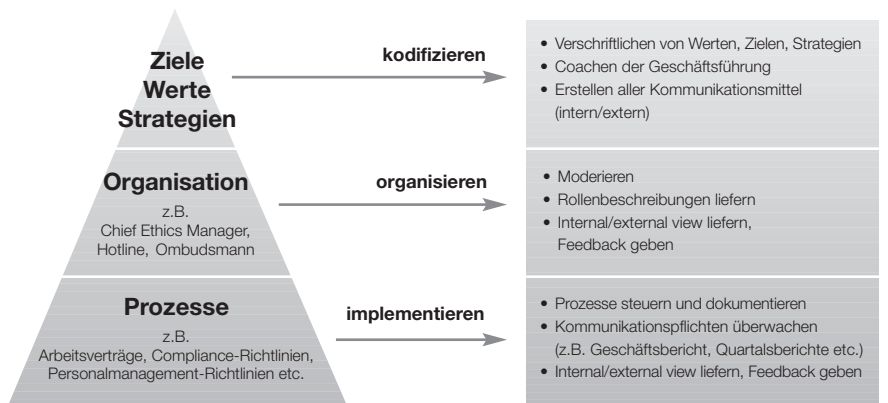 Ziele
Werte
Strategien
kodifizieren
• Verschriftlichen von Werten, Zielen, Strategien
• Coachen der Geschäftsführung
• Erstellen aller Kommunikationsmittel
(intern/extern)
Organisation
z.B.
Chief Ethics Manager,
Hotline, Ombudsmann
organisieren
• Moderieren
• Rollenbeschreibungen liefern
• Internal/external view liefern,
Feedback geben
Prozesse
z.B.
Arbeitsverträge, Compliance-Richtlinien,
Personalmanagement-Richtlinien etc.
implementieren
• Prozesse steuern und dokumentieren
• Kommunikationspflichten überwachen
(z.B. Geschäftsbericht, Quartalsberichte etc.)
• Internal/external view liefern, Feedback geben